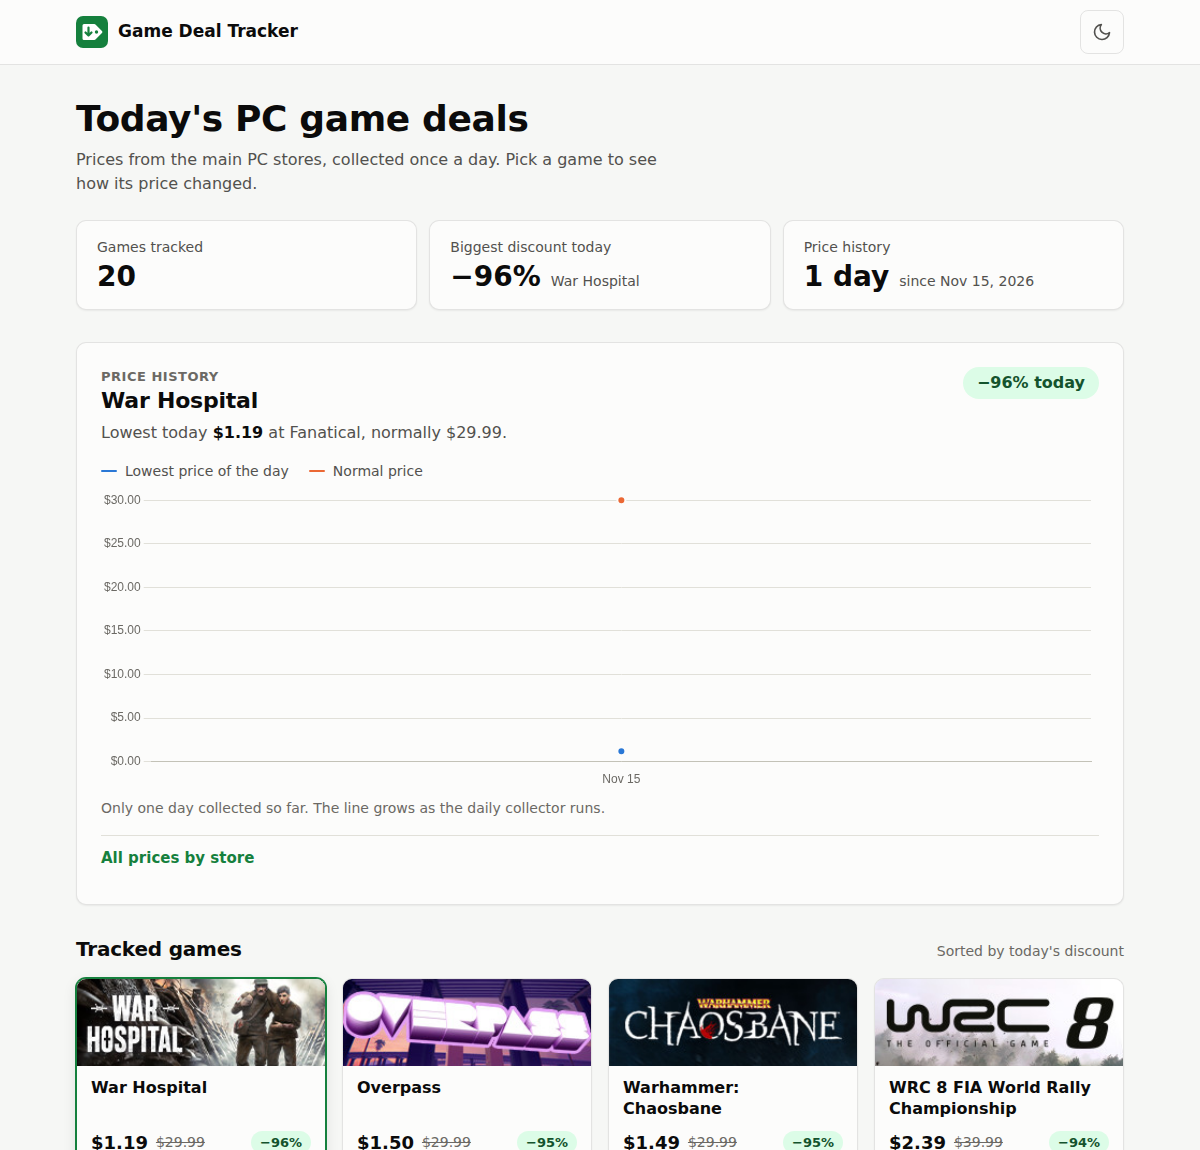 Game Deal Tracker
Today's PC game deals
Prices from the main PC stores, collected once a day. Pick a game to see
how its price changed.
Games tracked
20
Biggest discount today
−96% War Hospital
Price history
1 day since Nov 15, 2026
PRICE HISTORY
War Hospital
−96% today
Lowest today $1.19 at Fanatical, normally $29.99.
Lowest price of the day
Normal price
$30.00
$25.00
$20.00
$15.00
$10.00
$5.00
$0.00
Nov 15
Only one day collected so far. The line grows as the daily collector runs.
All prices by store
Tracked games
Sorted by today's discount
WAR
HOSPITAL
War Hospital
$1.19 $29.99 −96%
OVERPASS
Overpass
$1.50 $29.99 −95%
WARHAMMER
CHAOSBANE
Warhammer:
Chaosbane
$1.49 $29.99 −95%
WRC 8
THE OFFICIAL GAME
WRC 8 FIA World Rally
Championship
$2.39 $39.99 −94%